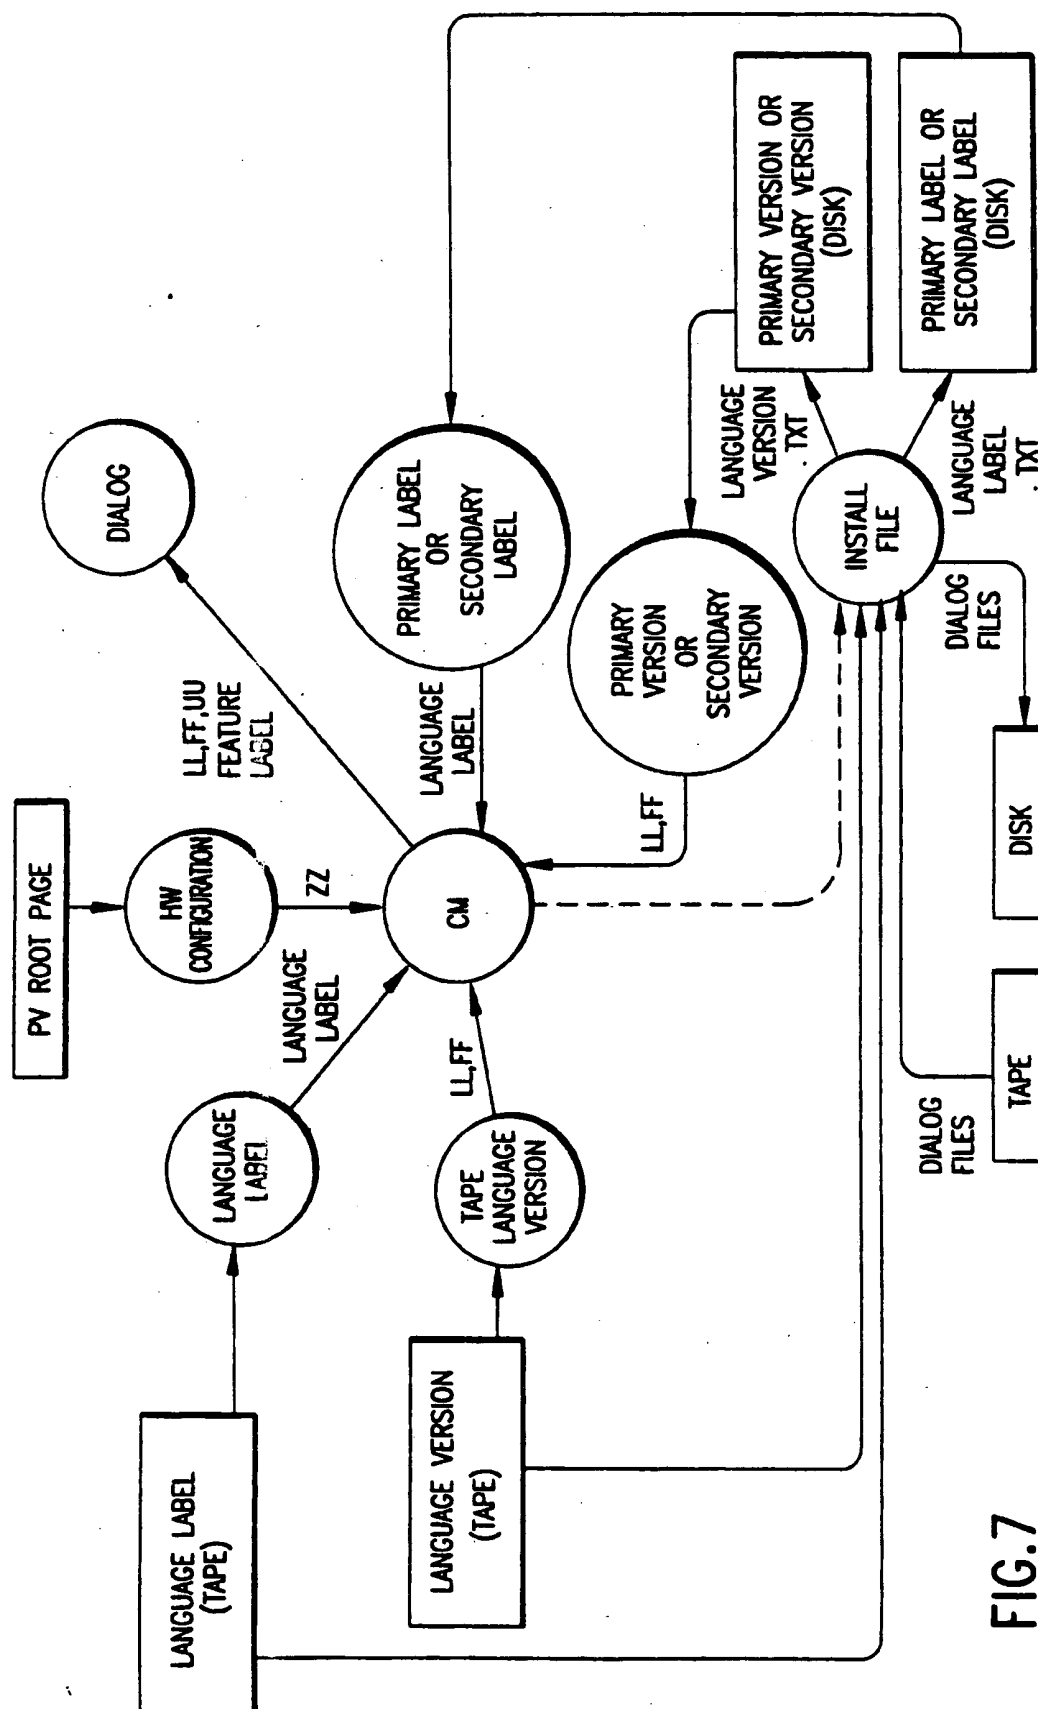 LANGUAGE LABEL
(TAPE)
LANGUAGE
LABEL
PV ROOT PAGE
HW
CONFIGURATION
ZZ
LANGUAGE
LABEL
LL,FF,UU
FEATURE
LABEL
DIALOG
LANGUAGE VERSION
(TAPE)
TAPE
LANGUAGE
VERSION
LL,FF
CM
LANGUAGE
LABEL
PRIMARY LABEL
OR
SECONDARY
LABEL
LL,FF
PRIMARY
VERSION
OR
SECONDARY
VERSION
LANGUAGE
VERSION
TXT
PRIMARY VERSION OR
SECONDARY VERSION
(DISK)
INSTALL
FILE
LANGUAGE
LABEL
TXT
PRIMARY LABEL OR
SECONDARY LABEL
(DISK)
DIALOG
FILES
TAPE
DISK
DIALOG
FILES
FIG.7